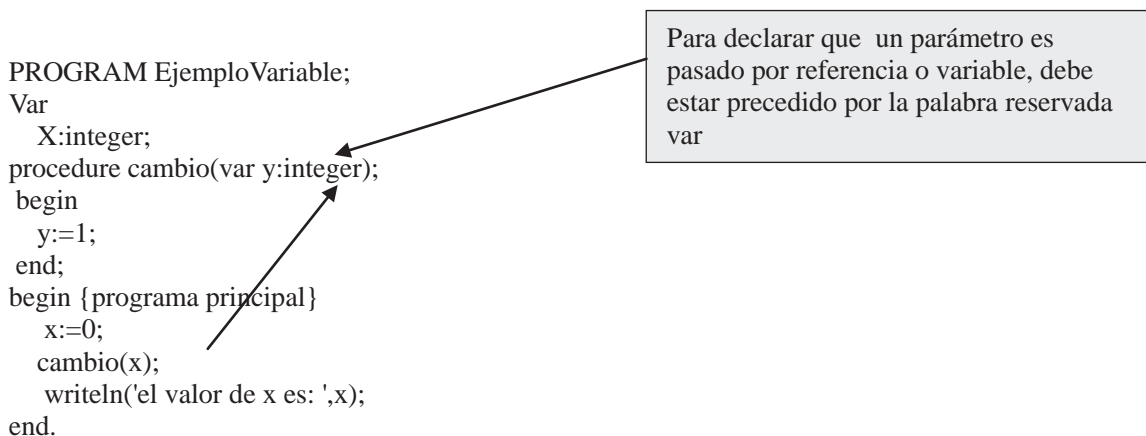 PROGRAM EjemploVariable;
Var
X:integer;
procedure cambio(var y:integer);
begin
y:=1;
end;
begin {programa principal}
x:=0;
cambio(x);
writeln('el valor de x es: ',x);
end.
Para declarar que un parámetro es
pasado por referencia o variable, debe
estar precedido por la palabra reservada
var